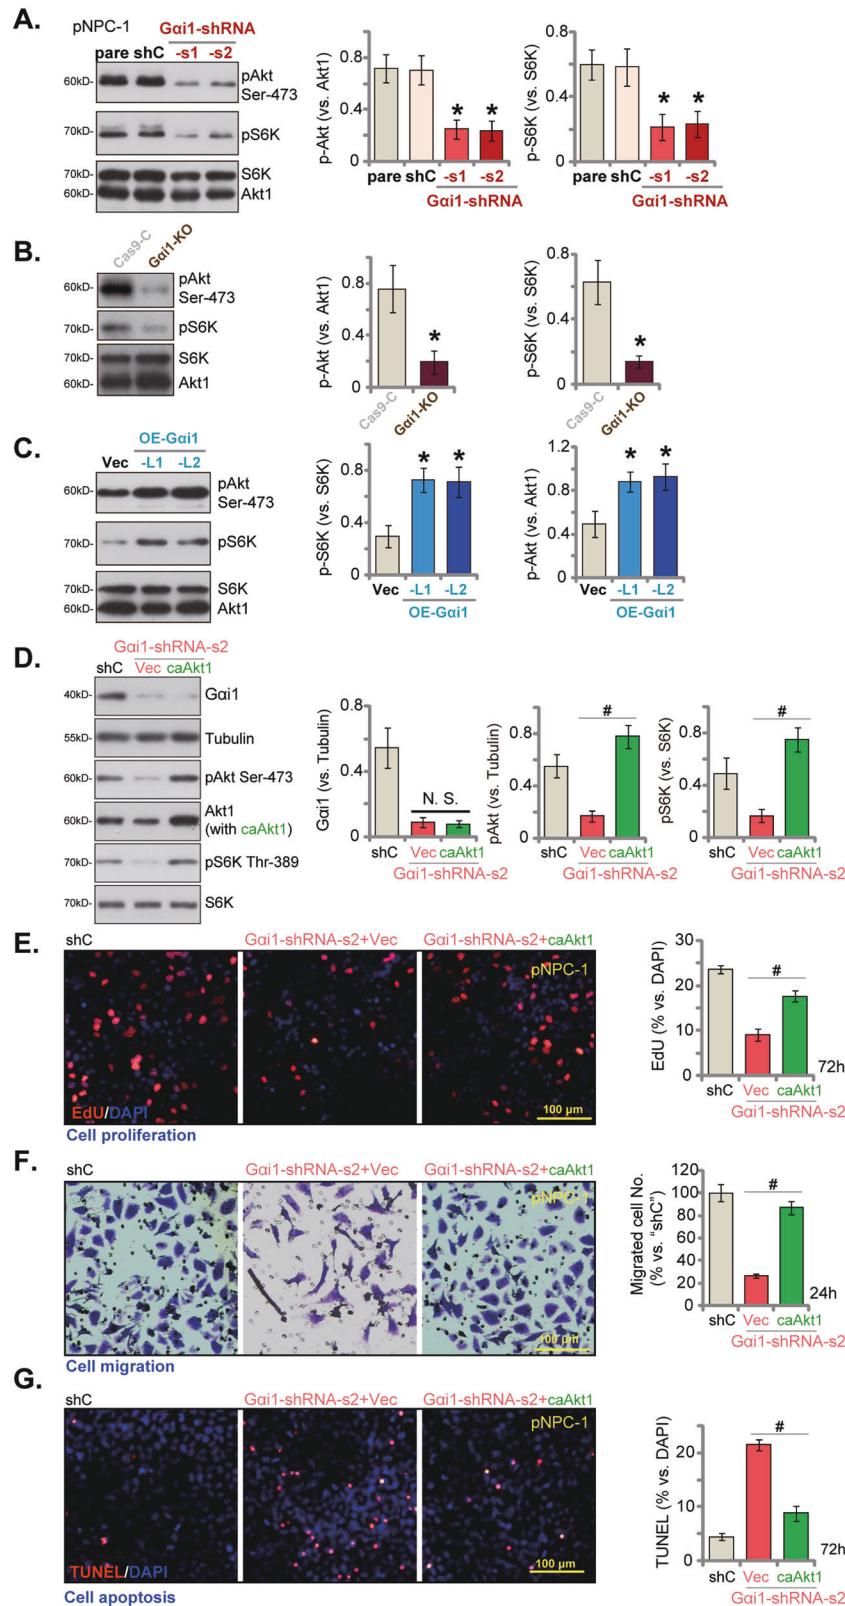 A.
pNPC-1
Gαi1-shRNA
pare shC -s1 -s2
60kD-
pAkt
Ser-473
70kD-
pS6K
70kD-
S6K
60kD-
Akt1
p-Akt (vs. Akt1)
0.8
0.4
0
pare shC -s1 -s2
Gαi1-shRNA
* *
p-S6K (vs. S6K)
0.8
0.4
0
pare shC -s1 -s2
Gαi1-shRNA
* *
B.
Cas9-C
Gαi1-KO
60kD-
pAkt
Ser-473
70kD-
pS6K
70kD-
S6K
60kD-
Akt1
p-Akt (vs. Akt1)
0.8
0.4
0
*
Cas9-C
Gαi1-KO
p-S6K (vs. S6K)
0.8
0.4
0
*
Cas9-C
Gαi1-KO
C.
OE-Gαi1
Vec -L1 -L2
60kD-
pAkt
Ser-473
70kD-
pS6K
70kD-
S6K
60kD-
Akt1
p-S6K (vs. S6K)
0.8
0.4
0
* *
Vec -L1 -L2
OE-Gαi1
p-Akt (vs. Akt1)
1.2
0.8
0.4
0
* *
Vec -L1 -L2
OE-Gαi1
D.
Gαi1-shRNA-s2
shC Vec caAkt1
40kD-
Gαi1
55kD-
Tubulin
60kD-
pAkt Ser-473
60kD-
Akt1
(with caAkt1)
70kD-
pS6K Thr-389
70kD-
S6K
Gαi1 (vs. Tubulin)
0.8
0.4
0
N. S.
shC Vec caAkt1
Gαi1-shRNA-s2
pAkt (vs. Tubulin)
0.8
0.4
0
#
shC Vec caAkt1
Gαi1-shRNA-s2
pS6K (vs. S6K)
0.8
0.4
0
#
shC Vec caAkt1
Gαi1-shRNA-s2
E.
shC
Gαi1-shRNA-s2+Vec
Gαi1-shRNA-s2+caAkt1
pNPC-1
EdU/DAPI
100 µm
Cell proliferation
EdU (% vs. DAPI)
30
20
10
0
#
72h
shC Vec caAkt1
Gαi1-shRNA-s2
F.
shC
Gαi1-shRNA-s2+Vec
Gαi1-shRNA-s2+caAkt1
pNPC-1
100 µm
Cell migration
Migrated cell No.
(% vs. “shC”)
120
100
80
60
40
20
0
#
24h
shC Vec caAkt1
Gαi1-shRNA-s2
G.
shC
Gαi1-shRNA-s2+Vec
Gαi1-shRNA-s2+caAkt1
pNPC-1
TUNEL/DAPI
100 µm
Cell apoptosis
TUNEL (% vs. DAPI)
20
10
0
#
72h
shC Vec caAkt1
Gαi1-shRNA-s2